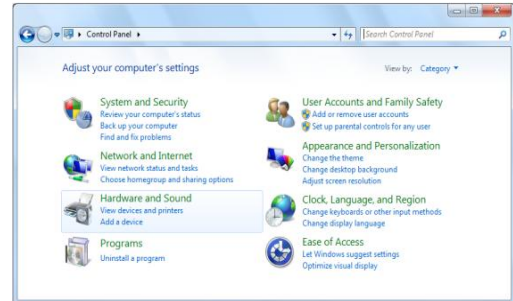 Control Panel
Search Control Panel
Adjust your computer's settings
View by: Category
System and Security
Review your computer's status
Back up your computer
Find and fix problems
Network and Internet
View network status and tasks
Choose homegroup and sharing options
Hardware and Sound
View devices and printers
Add a device
Programs
Uninstall a program
User Accounts and Family Safety
Add or remove user accounts
Set up parental controls for any user
Appearance and Personalization
Change the theme
Change desktop background
Adjust screen resolution
Clock, Language, and Region
Change keyboards or other input methods
Change display language
Ease of Access
Let Windows suggest settings
Optimize visual display